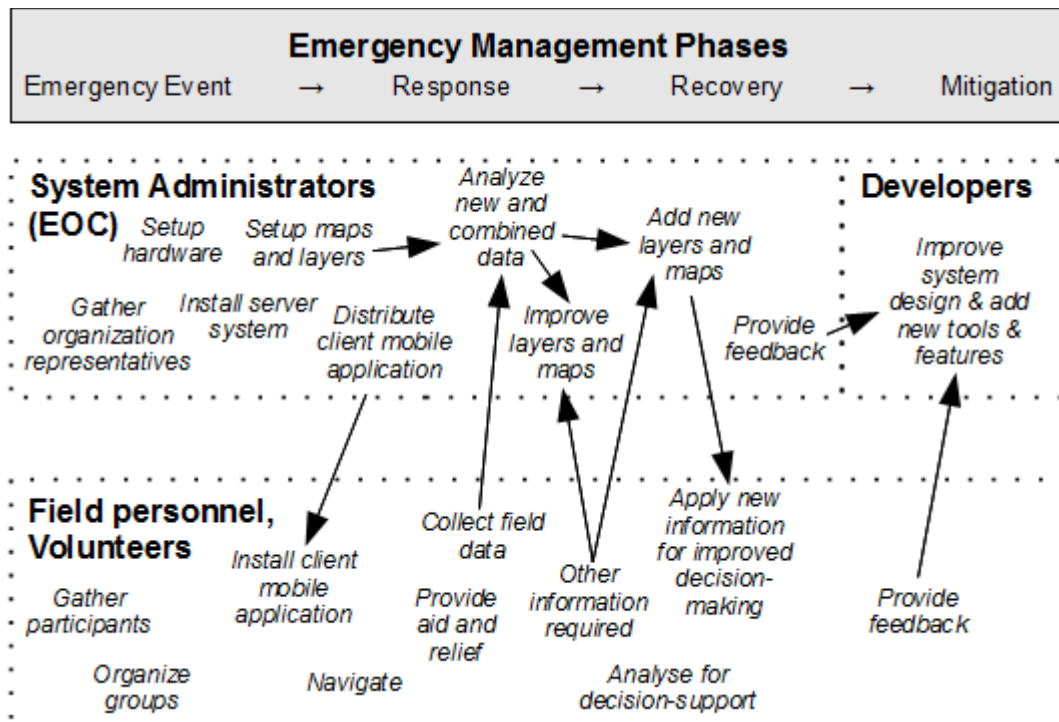 Emergency Management Phases
Emergency Event → Response → Recovery → Mitigation
System Administrators
(EOC)
Setup
hardware
Setup maps
and layers
Analyze
new and
combined
data
Add new
layers and
maps
Gather
organization
representatives
Install server
system
Distribute
client mobile
application
Improve
layers and
maps
Provide
feedback
Developers
Improve
system
design & add
new tools &
features
Field personnel,
Volunteers
Gather
participants
Install client
mobile
application
Collect field
data
Provide
aid and
relief
Other
information
required
Apply new
information
for improved
decision-
making
Provide
feedback
Organize
groups
Navigate
Analyse for
decision-support